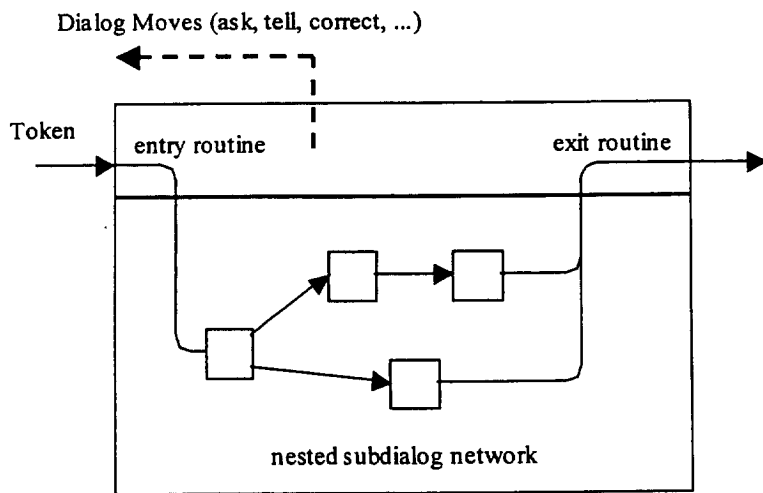 Dialog Moves (ask, tell, correct, ...)
Token
entry routine
exit routine
nested subdialog network